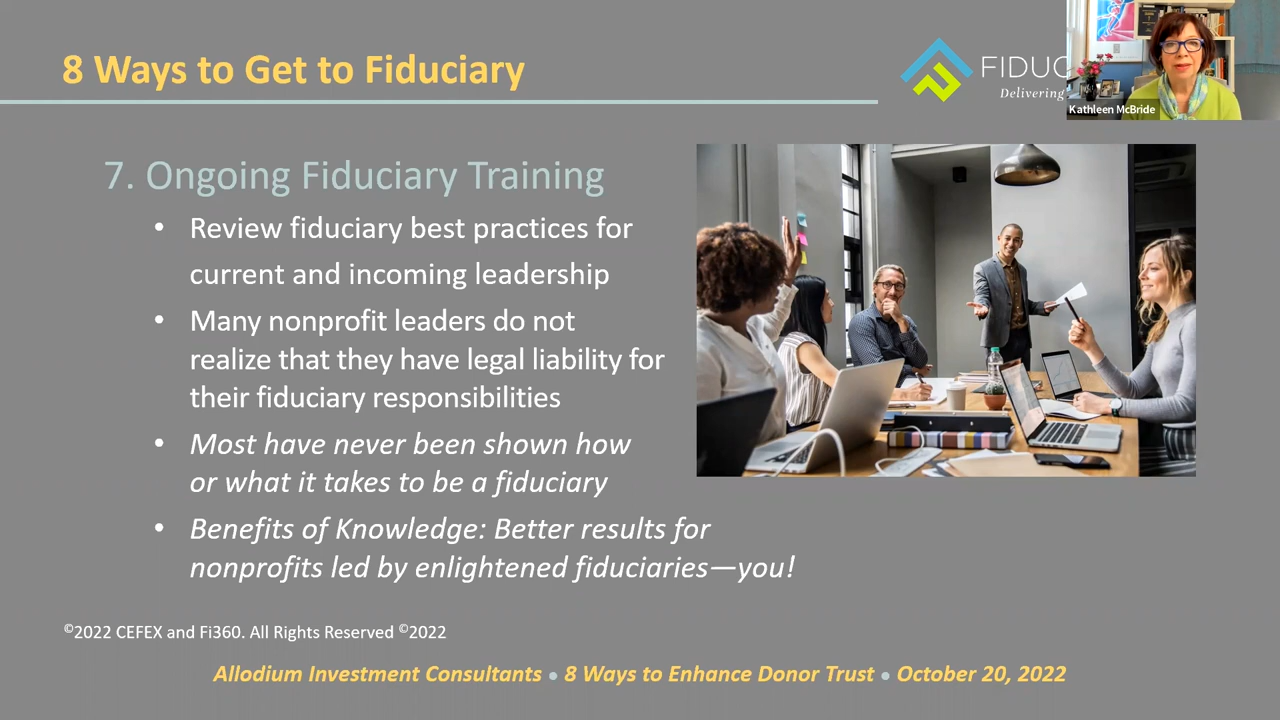 8 Ways to Get to Fiduciary
FIDUC
Delivering
Kathleen McBride
7. Ongoing Fiduciary Training
• Review fiduciary best practices for
current and incoming leadership
• Many nonprofit leaders do not
realize that they have legal liability for
their fiduciary responsibilities
• Most have never been shown how
or what it takes to be a fiduciary
• Benefits of Knowledge: Better results for
nonprofits led by enlightened fiduciaries—you!
©2022 CEFEX and Fi360. All Rights Reserved ©2022
Allodium Investment Consultants • 8 Ways to Enhance Donor Trust • October 20, 2022